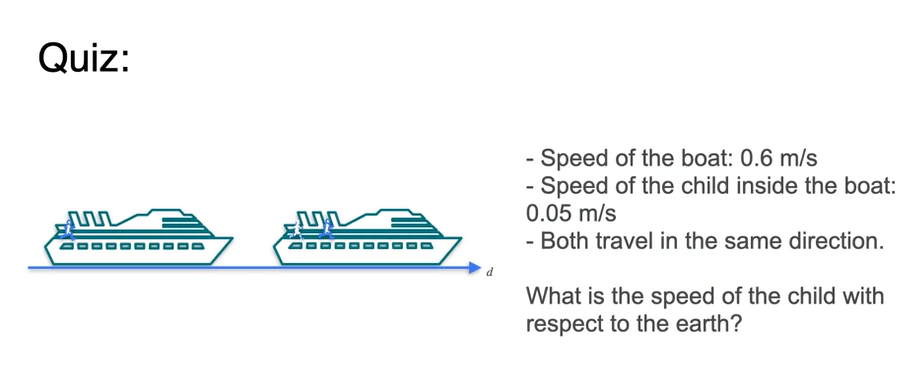 Quiz:
- Speed of the boat: 0.6 m/s
- Speed of the child inside the boat:
0.05 m/s
- Both travel in the same direction.
d
What is the speed of the child with
respect to the earth?